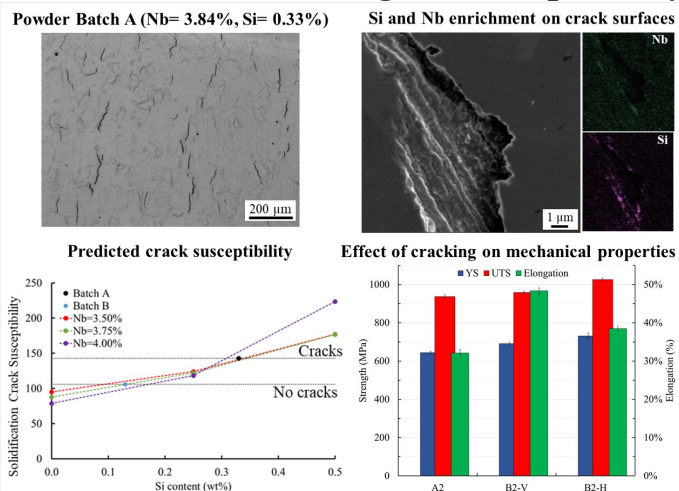 Powder Batch A (Nb= 3.84%, Si= 0.33%)
Si and Nb enrichment on crack surfaces
200 µm
1 µm
Nb
Si
Predicted crack susceptibility
Solidification Crack Susceptibility
250
200
150
100
50
0
Batch A
Batch B
Nb=3.50%
Nb=3.75%
Nb=4.00%
Cracks
No cracks
0.0
0.1
0.2
0.3
0.4
0.5
Si content (wt%)
Effect of cracking on mechanical properties
YS
UTS
Elongation
Strength (MPa)
1000
800
600
400
200
0
50%
40%
30%
20%
10%
0%
Elongation (%)
A2
B2-V
B2-H